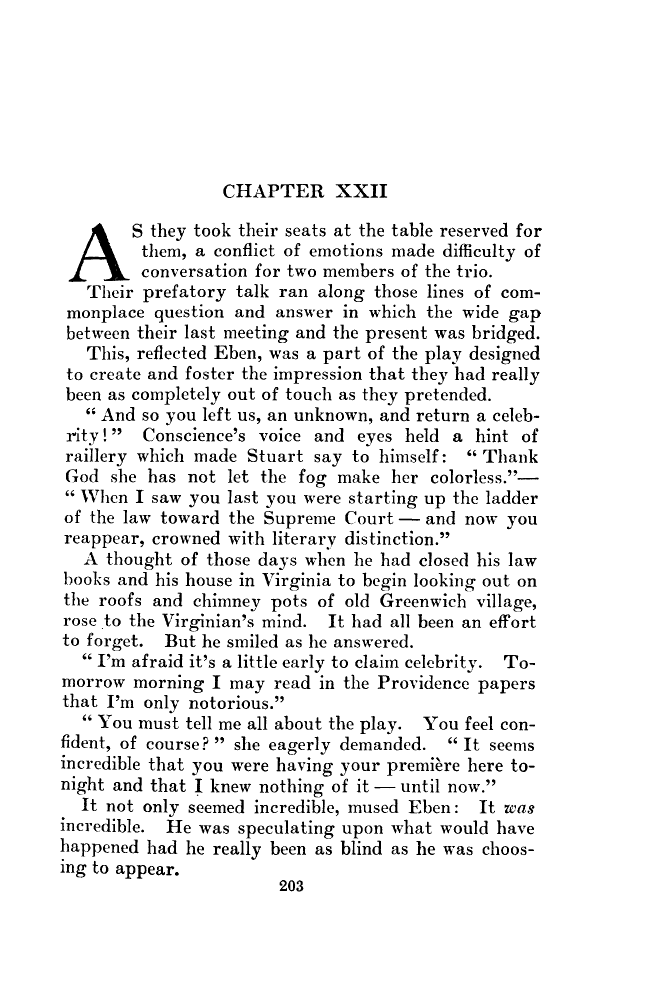 CHAPTER XXII
AS they took their seats at the table reserved for
them, a conflict of emotions made difficulty of
conversation for two members of the trio.
Their prefatory talk ran along those lines of com-
monplace question and answer in which the wide gap
between their last meeting and the present was bridged.
This, reflected Eben, was a part of the play designed
to create and foster the impression that they had really
been as completely out of touch as they pretended.
“ And so you left us, an unknown, and return a celeb-
rity! ” Conscience's voice and eyes held a hint of
raillery which made Stuart say to himself: “ Thank
God she has not let the fog make her colorless.”—
“ When I saw you last you were starting up the ladder
of the law toward the Supreme Court — and now you
reappear, crowned with literary distinction.”
A thought of those days when he had closed his law
books and his house in Virginia to begin looking out on
the roofs and chimney pots of old Greenwich village,
rose to the Virginian's mind. It had all been an effort
to forget. But he smiled as he answered.
“ I'm afraid it's a little early to claim celebrity. To-
morrow morning I may read in the Providence papers
that I'm only notorious.”
“ You must tell me all about the play. You feel con-
fident, of course? ” she eagerly demanded. “ It seems
incredible that you were having your première here to-
night and that I knew nothing of it — until now.”
It not only seemed incredible, mused Eben: It was
incredible. He was speculating upon what would have
happened had he really been as blind as he was choos-
ing to appear.
203